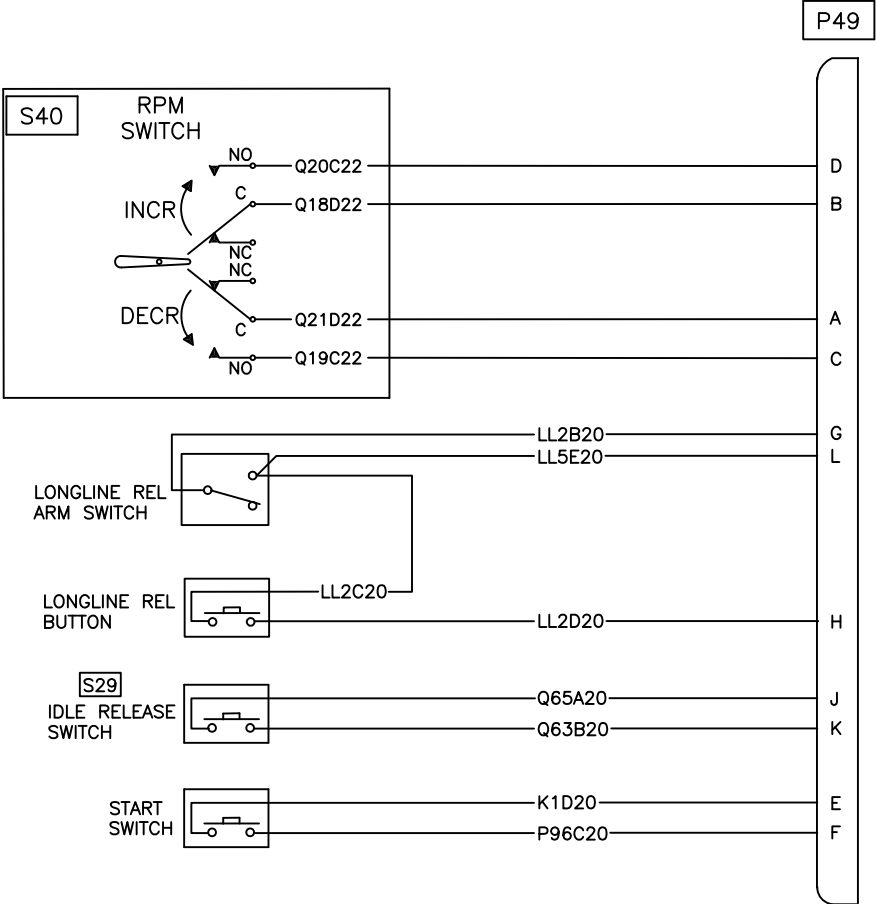 P49
S40
RPM
SWITCH
NO
Q20C22
D
C
Q18D22
B
INCR
NC
NC
DECR
C
Q21D22
A
NO
Q19C22
C
LL2B20
G
LL5E20
L
LONGLINE REL
ARM SWITCH
LL2C20
LONGLINE REL
BUTTON
LL2D20
H
S29
IDLE RELEASE
SWITCH
Q65A20
J
Q63B20
K
START
SWITCH
K1D20
E
P96C20
F